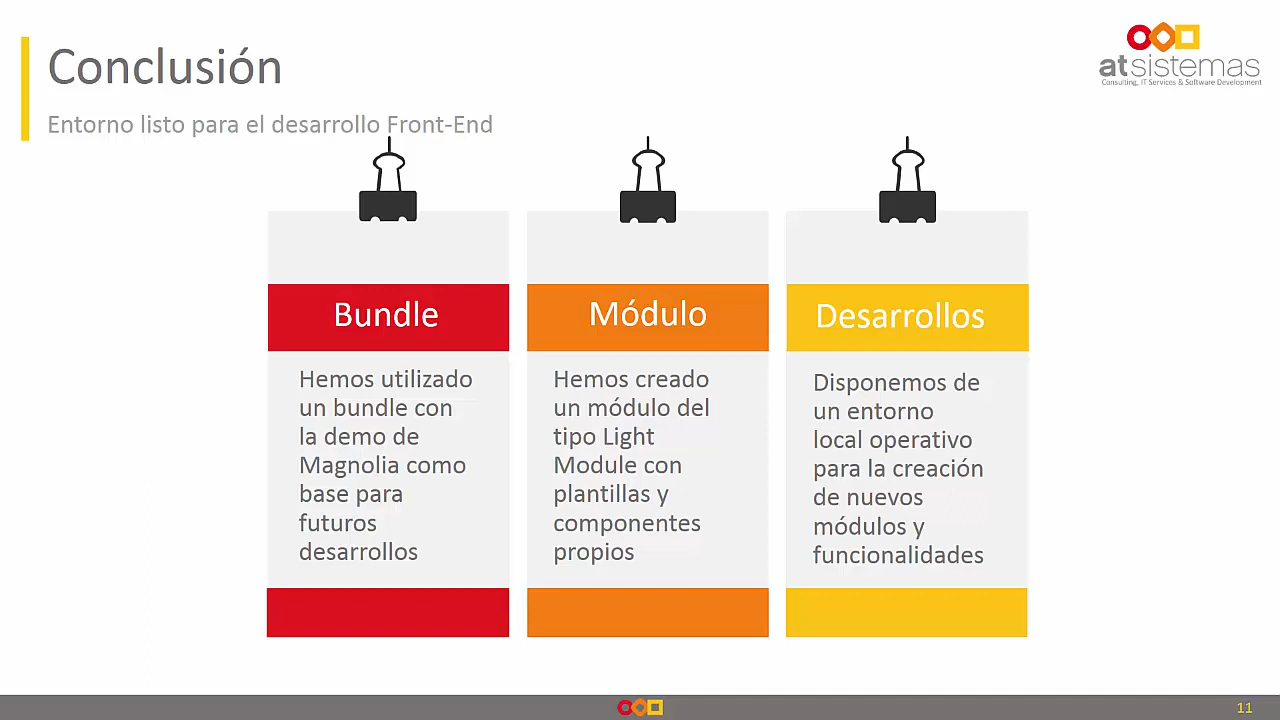 Conclusión
Entorno listo para el desarrollo Front-End
atsistemas
Consulting, IT Services & Software Development
Bundle
Hemos utilizado
un bundle con
la demo de
Magnolia como
base para
futuros
desarrollos
Módulo
Hemos creado
un módulo del
tipo Light
Module con
plantillas y
componentes
propios
Desarrollos
Disponemos de
un entorno
local operativo
para la creación
de nuevos
módulos y
funcionalidades
11